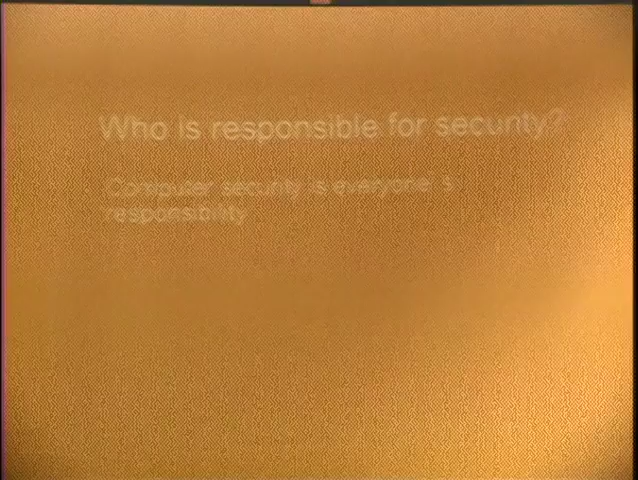 Who is responsible for security?
Computer security is everyone's
responsibility